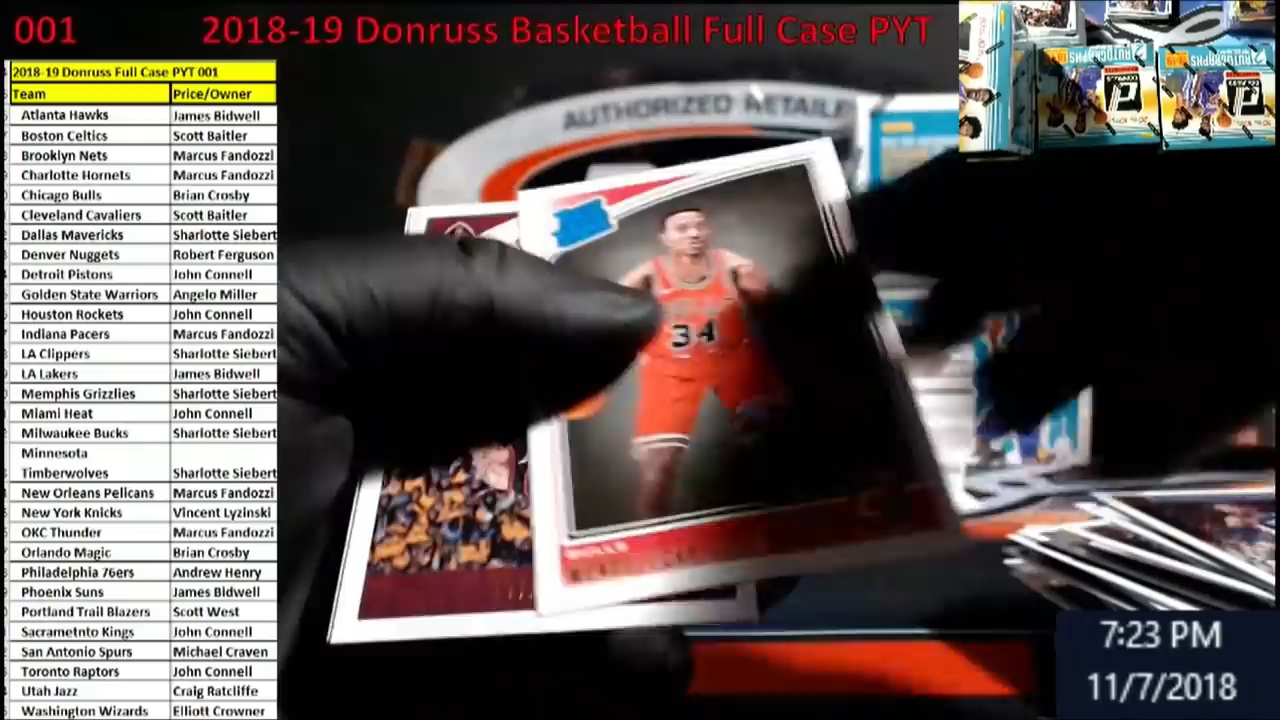 001
2018-19 Donruss Basketball Full Case PYT
2018-19 Donruss Full Case PYT 001
Team Price/Owner
Atlanta Hawks James Bidwell
Boston Celtics Scott Baitler
Brooklyn Nets Marcus Fandozzi
Charlotte Hornets Marcus Fandozzi
Chicago Bulls Brian Crosby
Cleveland Cavaliers Scott Baitler
Dallas Mavericks Sharlotte Siebert
Denver Nuggets Robert Ferguson
Detroit Pistons John Connell
Golden State Warriors Angelo Miller
Houston Rockets John Connell
Indiana Pacers Marcus Fandozzi
LA Clippers Sharlotte Siebert
LA Lakers James Bidwell
Memphis Grizzlies Sharlotte Siebert
Miami Heat John Connell
Milwaukee Bucks Sharlotte Siebert
Minnesota
Timberwolves Sharlotte Siebert
New Orleans Pelicans Marcus Fandozzi
New York Knicks Vincent Lyzinski
OKC Thunder Marcus Fandozzi
Orlando Magic Brian Crosby
Philadelphia 76ers Andrew Henry
Phoenix Suns James Bidwell
Portland Trail Blazers Scott West
Sacrametnto Kings John Connell
San Antonio Spurs Michael Craven
Toronto Raptors John Connell
Utah Jazz Craig Ratcliffe
Washington Wizards Elliott Crowner
AUTHORIZED RETAILE
34
BULLS
7:23 PM
11/7/2018